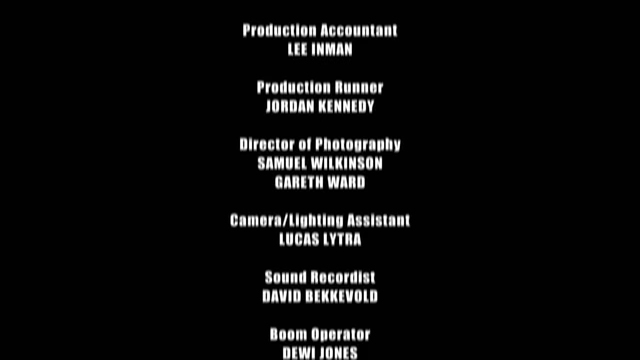 Production Accountant
LEE INMAN
Production Runner
JORDAN KENNEDY
Director of Photography
SAMUEL WILKINSON
GARETH WARD
Camera/Lighting Assistant
LUCAS LYTRA
Sound Recordist
DAVID BEKKEVOLD
Boom Operator
DEWI JONES